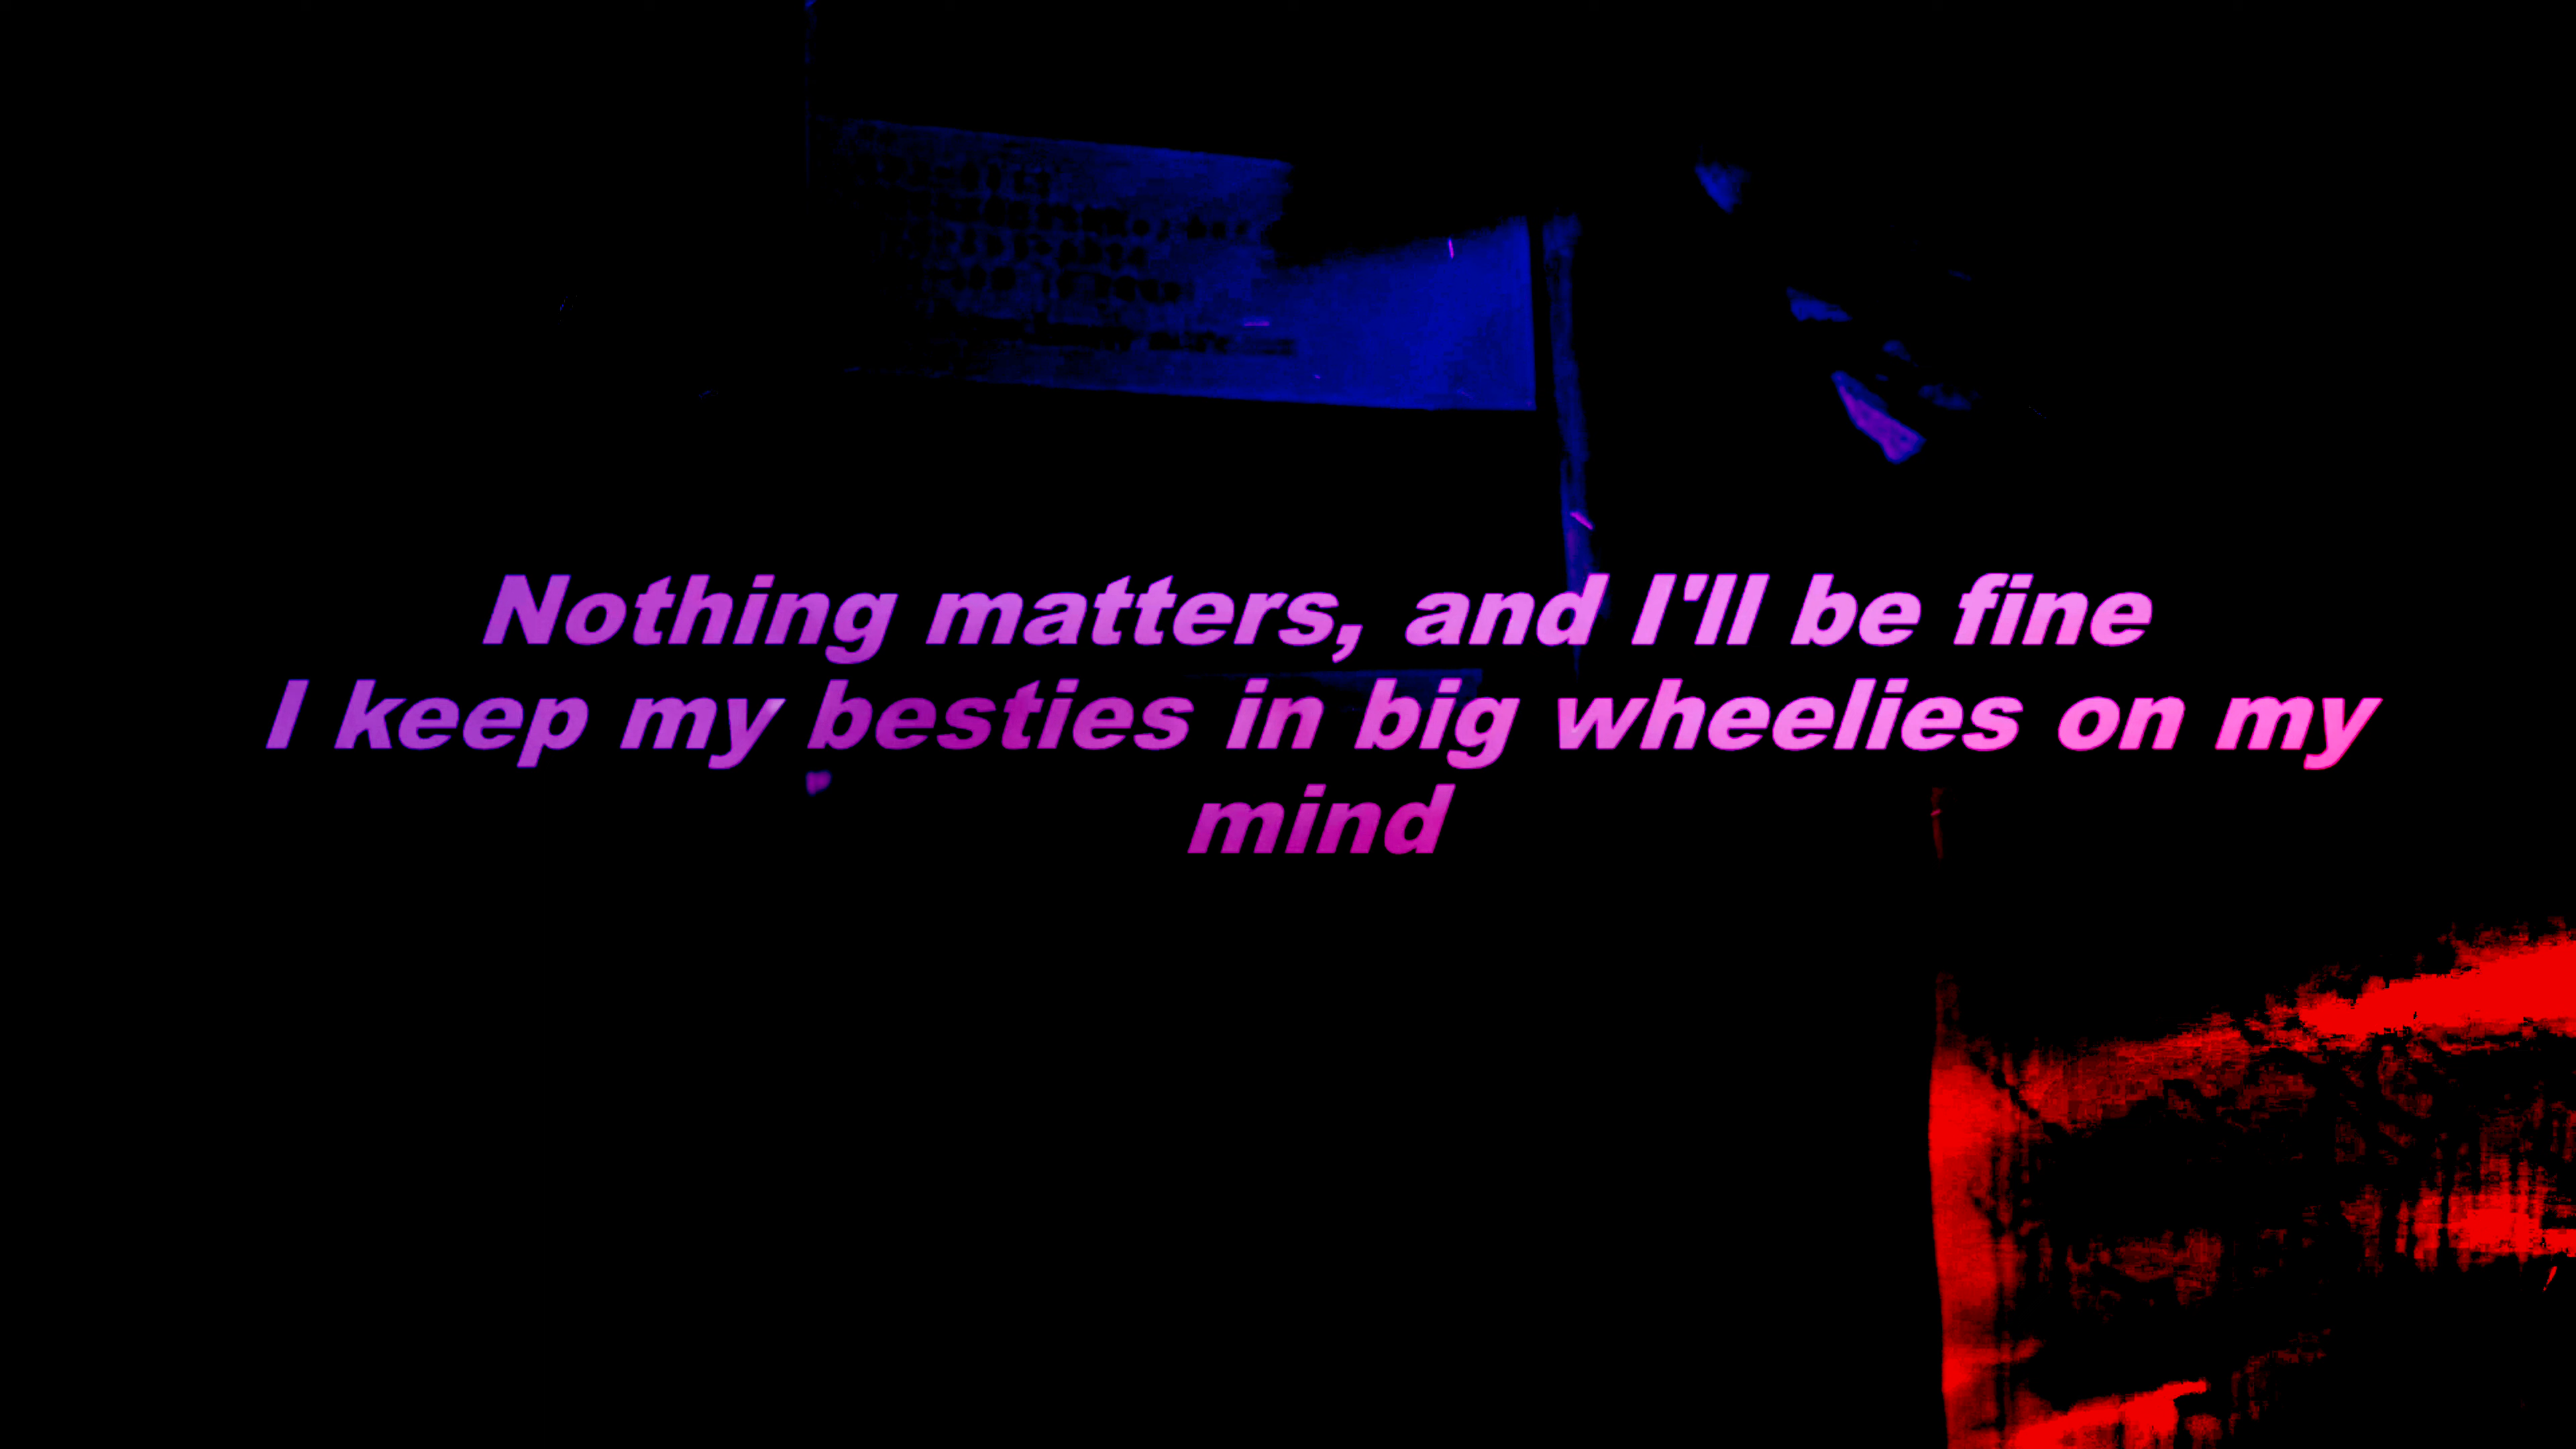 Nothing matters, and I'll be fine
I keep my besties in big wheelies on my
mind